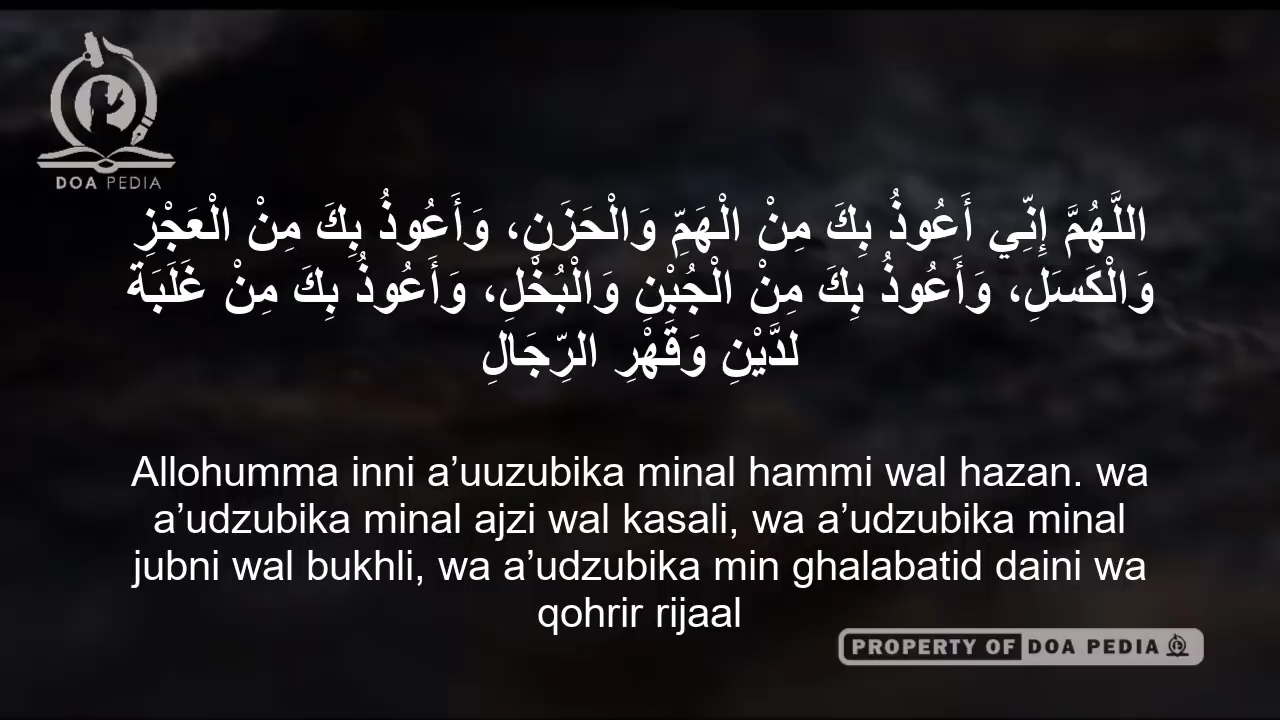 DOA PEDIA
اللَّهُمَّ إِنِّي أَعُوذُ بِكَ مِنْ الْهَمِّ وَالْحَزَنِ، وَأَعُوذُ بِكَ مِنْ الْعَجْزِ
وَالْكَسَلِ، وَأَعُوذُ بِكَ مِنْ الْجُبْنِ وَالْبُخْلِ، وَأَعُوذُ بِكَ مِنْ غَلَبَة
لدَّيْنِ وَقَهْرِ الرِّجَالِ
Allohumma inni a’uuzubika minal hammi wal hazan. wa
a’udzubika minal ajzi wal kasali, wa a’udzubika minal
jubni wal bukhli, wa a’udzubika min ghalabatid daini wa
qohrir rijaal
PROPERTY OF DOA PEDIA